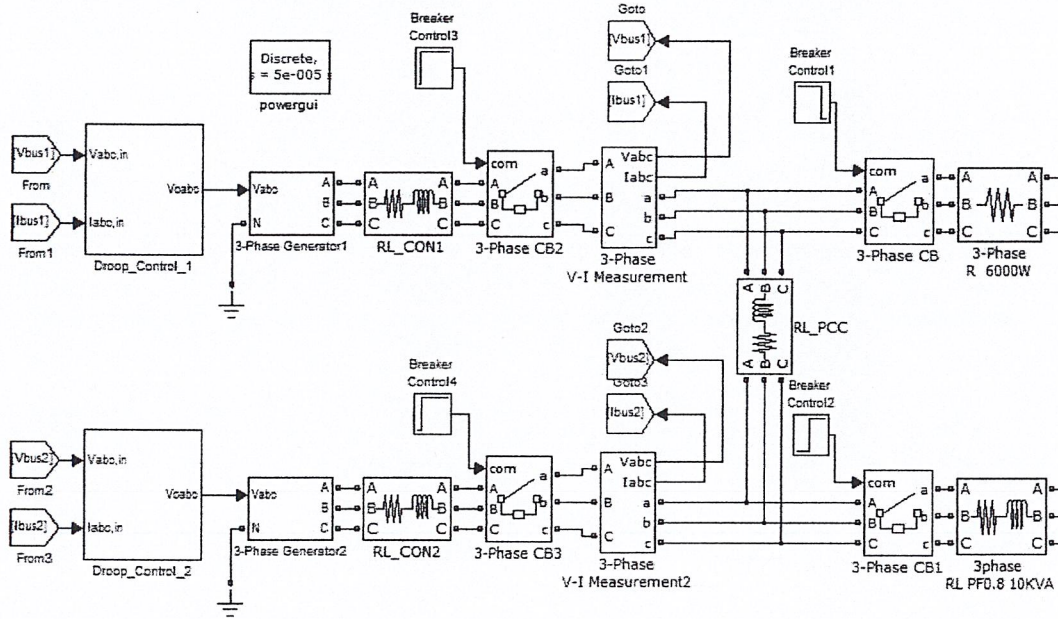 Discrete,
= 5e-005
powergui
Breaker
Control3
Goto
[Vbus1]
Goto1
[Ibus1]
Breaker
Control1
[Vbus1]
From
[Ibus1]
From1
Vabc,in
Iabc,in
Voabc
Droop_Control_1
Vabc
N
A
B
C
3-Phase Generator1
A
B
C
A
B
C
RL_CON1
com
A
B
C
a
b
c
3-Phase CB2
A
B
C
Vabc
Iabc
a
b
c
3-Phase
V-I Measurement
com
A
B
C
a
b
c
3-Phase CB
A
B
C
A
B
C
3-Phase
R 6000W
A B C
A B C
RL_PCC
Breaker
Control4
Goto2
[Vbus2]
Goto3
[Ibus2]
Breaker
Control2
[Vbus2]
From2
[Ibus2]
From3
Vabc,in
Iabc,in
Voabc
Droop_Control_2
Vabc
N
A
B
C
3-Phase Generator2
A
B
C
A
B
C
RL_CON2
com
A
B
C
a
b
c
3-Phase CB3
A
B
C
Vabc
Iabc
a
b
c
3-Phase
V-I Measurement2
com
A
B
C
a
b
c
3-Phase CB1
A
B
C
A
B
C
3phase
RL PF0.8 10KVA